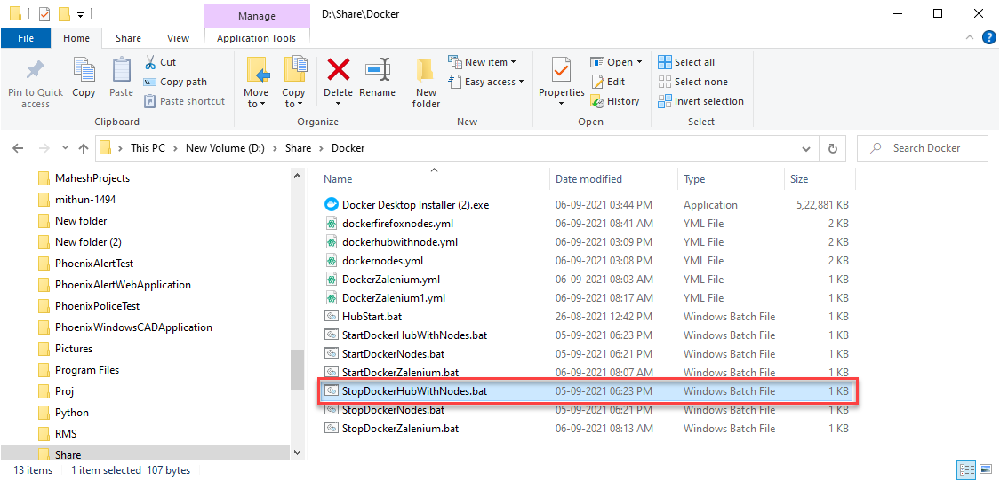 Manage
D:\Share\Docker
File Home Share View Application Tools
Pin to Quick access
Copy
Paste
Cut
Copy path
Paste shortcut
Clipboard
Move to
Copy to
Delete
Rename
Organize
New folder
New item
Easy access
New
Properties
Open
Edit
History
Open
Select all
Select none
Invert selection
Select
This PC > New Volume (D:) > Share > Docker
Search Docker
MaheshProjects
mithun-1494
New folder
New folder (2)
PhoenixAlertTest
PhoenixAlertWebApplication
PhoenixPoliceTest
PhoenixWindowsCADApplication
Pictures
Program Files
Proj
Python
RMS
Share
Name Date modified Type Size
Docker Desktop Installer (2).exe 06-09-2021 03:44 PM Application 5,22,881 KB
dockerfirefoxnodes.yml 06-09-2021 08:41 AM YML File 2 KB
dockerhubwithnode.yml 06-09-2021 03:09 PM YML File 2 KB
dockernodes.yml 06-09-2021 03:08 PM YML File 2 KB
DockerZalenium.yml 06-09-2021 08:03 AM YML File 1 KB
DockerZalenium1.yml 06-09-2021 08:17 AM YML File 1 KB
HubStart.bat 26-08-2021 12:42 PM Windows Batch File 1 KB
StartDockerHubWithNodes.bat 05-09-2021 06:23 PM Windows Batch File 1 KB
StartDockerNodes.bat 05-09-2021 06:21 PM Windows Batch File 1 KB
StartDockerZalenium.bat 06-09-2021 08:07 AM Windows Batch File 1 KB
StopDockerHubWithNodes.bat 05-09-2021 06:23 PM Windows Batch File 1 KB
StopDockerNodes.bat 05-09-2021 06:21 PM Windows Batch File 1 KB
StopDockerZalenium.bat 06-09-2021 08:13 AM Windows Batch File 1 KB
13 items 1 item selected 107 bytes